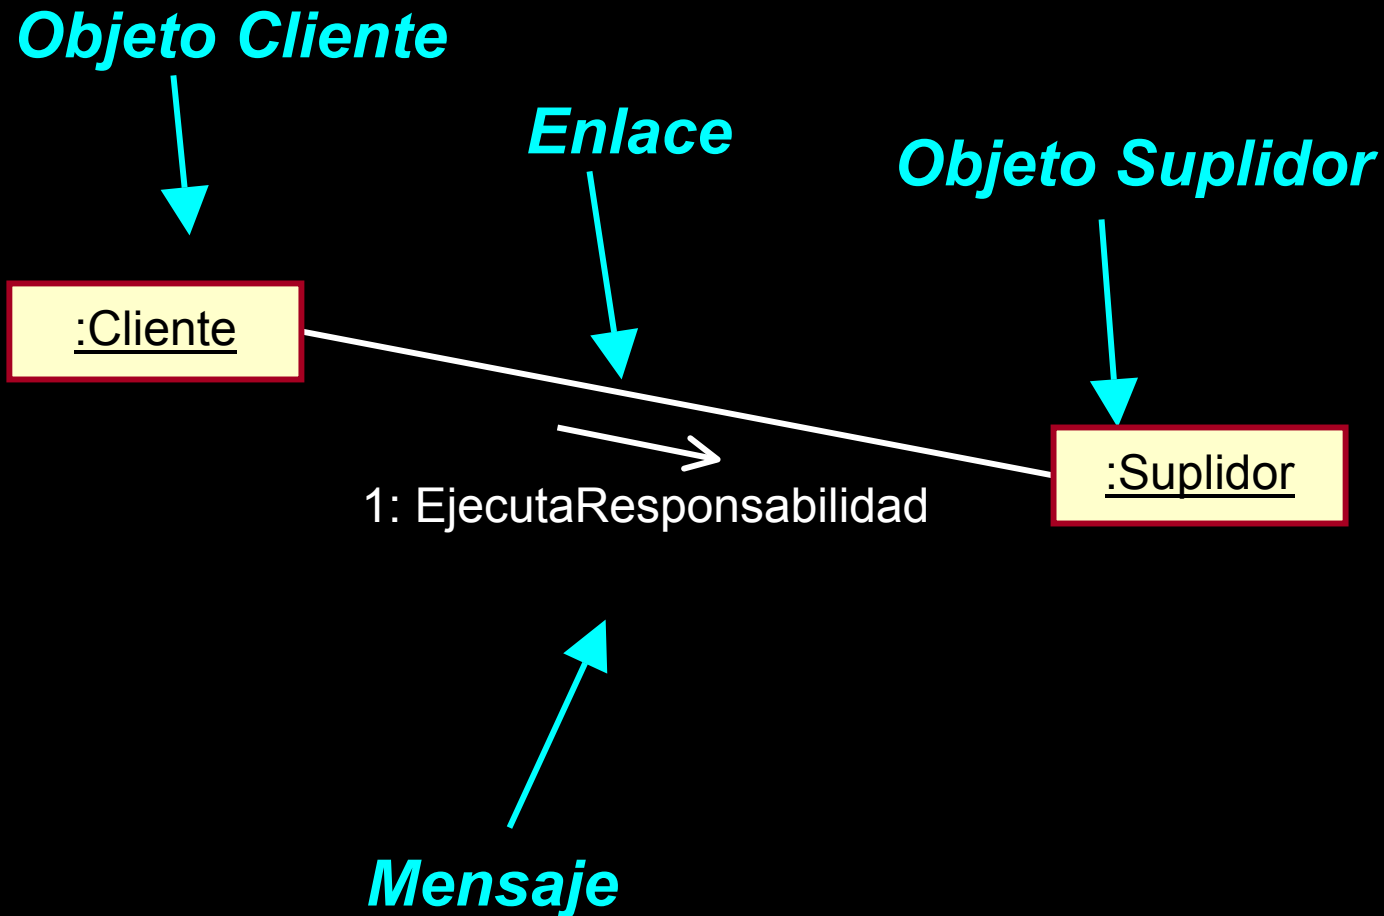 Objeto Cliente
Enlace
Objeto Suplidor
:Cliente
:Suplidor
1: EjecutaResponsabilidad
Mensaje